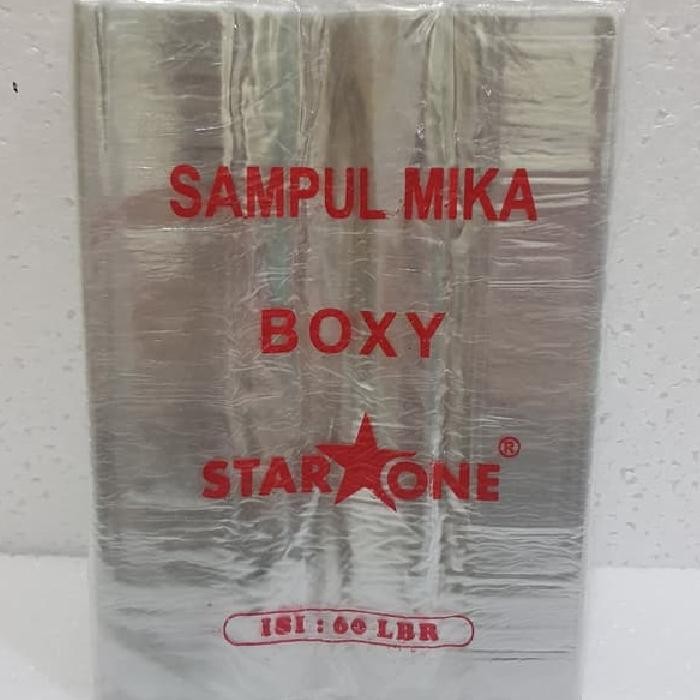 SAMPUL MIKA
BOXY
STAR ONE ®
ISI : 60 LBR